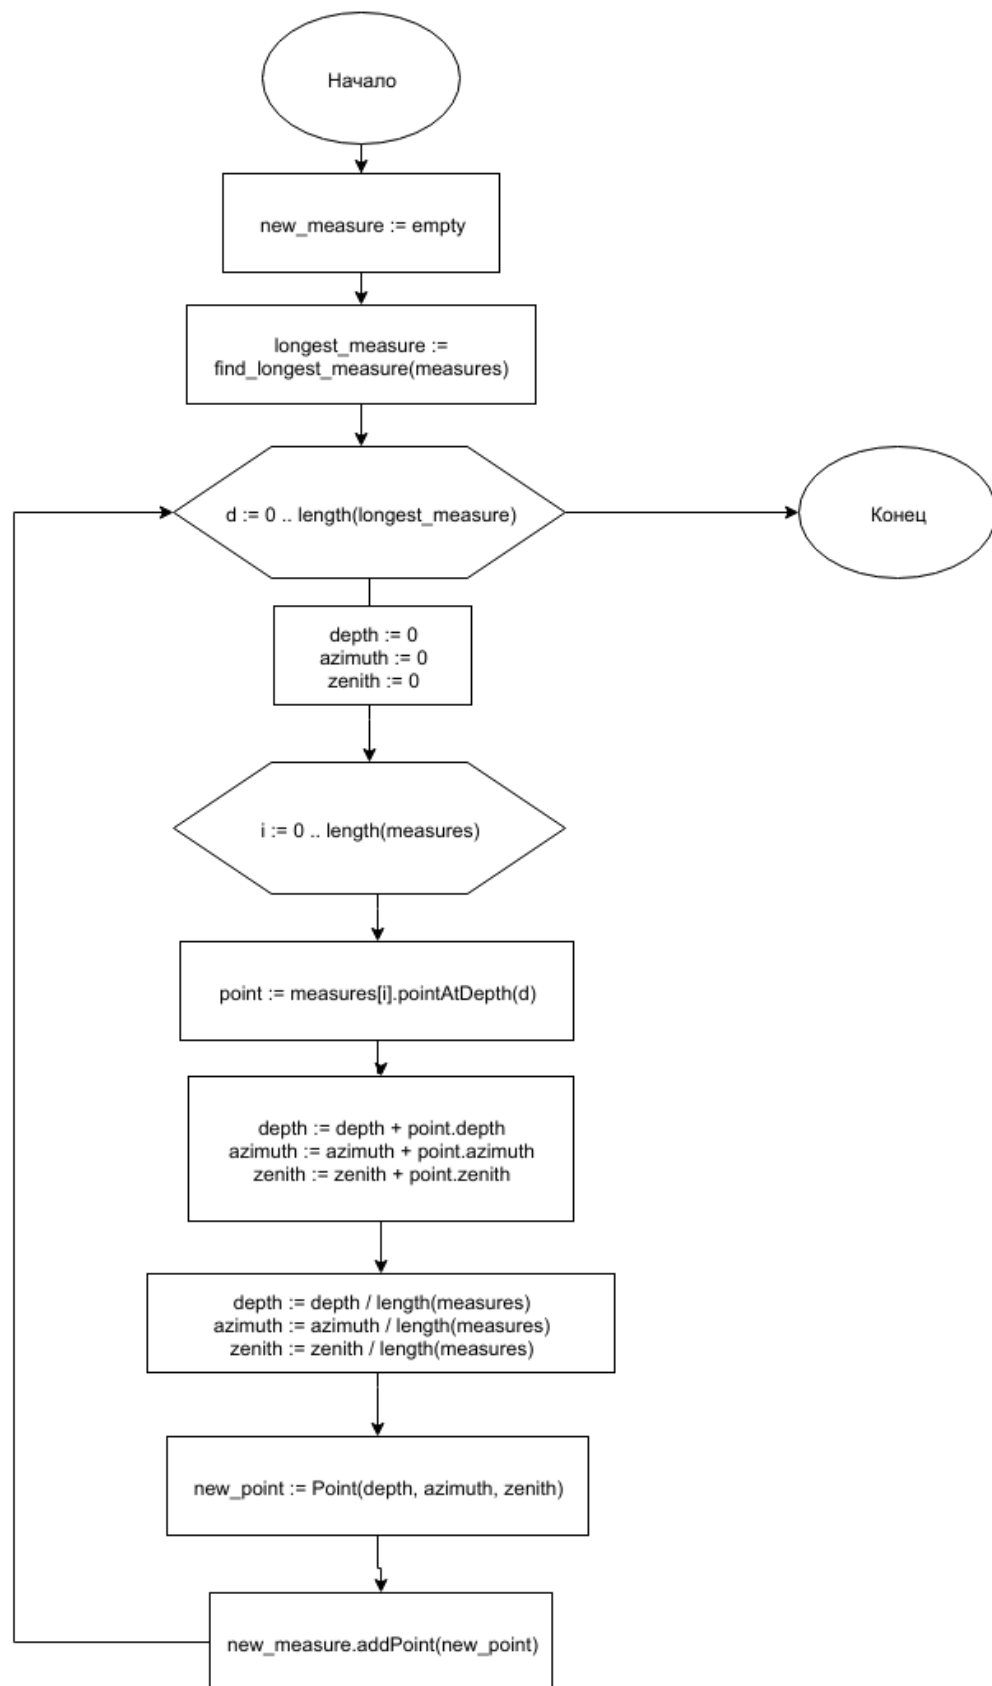 Начало
new_measure := empty
longest_measure :=
find_longest_measure(measures)
d := 0 .. length(longest_measure)
Конец
depth := 0
azimuth := 0
zenith := 0
i := 0 .. length(measures)
point := measures[i].pointAtDepth(d)
depth := depth + point.depth
azimuth := azimuth + point.azimuth
zenith := zenith + point.zenith
depth := depth / length(measures)
azimuth := azimuth / length(measures)
zenith := zenith / length(measures)
new_point := Point(depth, azimuth, zenith)
new_measure.addPoint(new_point)